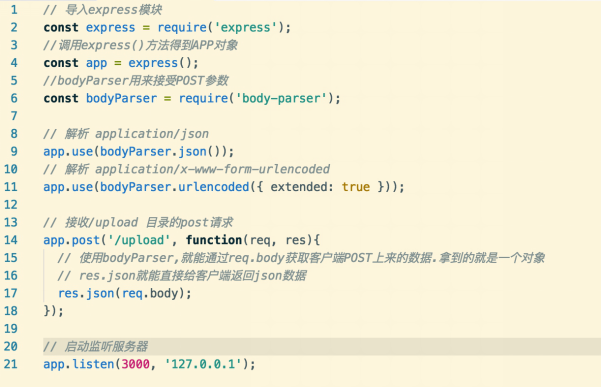 1 // 导入express模块
2 const express = require('express');
3 //调用express()方法得到APP对象
4 const app = express();
5 //bodyParser用来接受POST参数
6 const bodyParser = require('body-parser');
7
8 // 解析 application/json
9 app.use(bodyParser.json());
10 // 解析 application/x-www-form-urlencoded
11 app.use(bodyParser.urlencoded({ extended: true }));
12
13 // 接收/upload 目录的post请求
14 app.post('/upload', function(req, res){
15 // 使用bodyParser,就能通过req.body获取客户端POST上来的数据.拿到的就是一个对象
16 // res.json就能直接给客户端返回json数据
17 res.json(req.body);
18 });
19
20 // 启动监听服务器
21 app.listen(3000, '127.0.0.1');